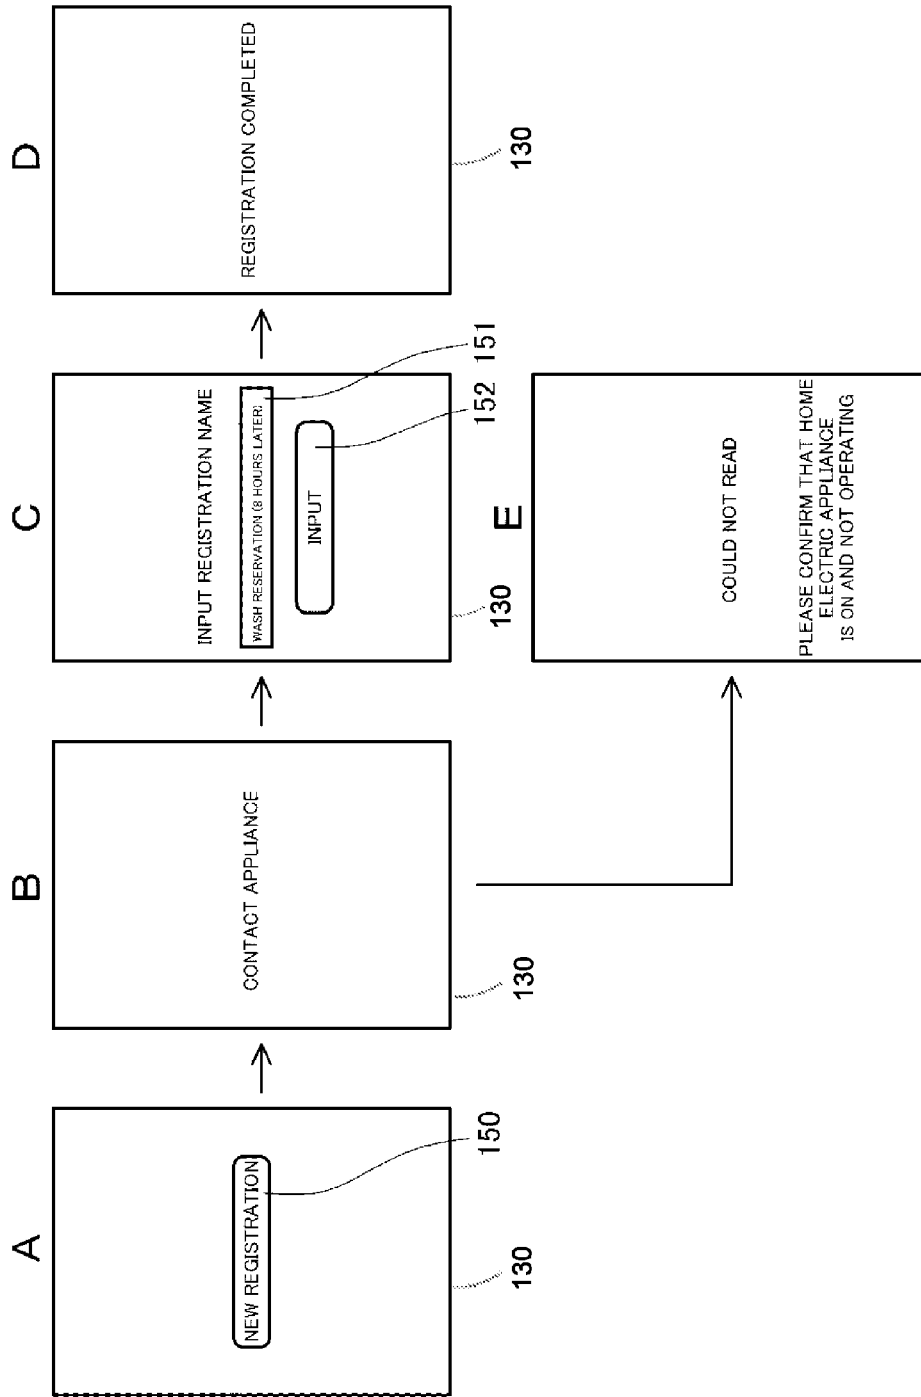 A
NEW REGISTRATION
150
130
B
CONTACT APPLIANCE
130
C
INPUT REGISTRATION NAME
WASH RESERVATION (8 HOURS LATER)
INPUT
151
152
130
D
REGISTRATION COMPLETED
130
E
COULD NOT READ
PLEASE CONFIRM THAT HOME
ELECTRIC APPLIANCE
IS ON AND NOT OPERATING